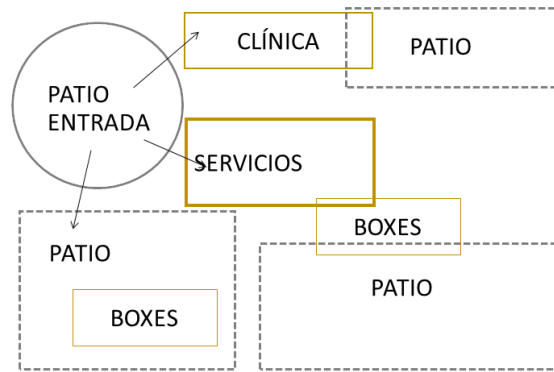 CLÍNICA
PATIO
PATIO
ENTRADA
SERVICIOS
BOXES
PATIO
PATIO
BOXES